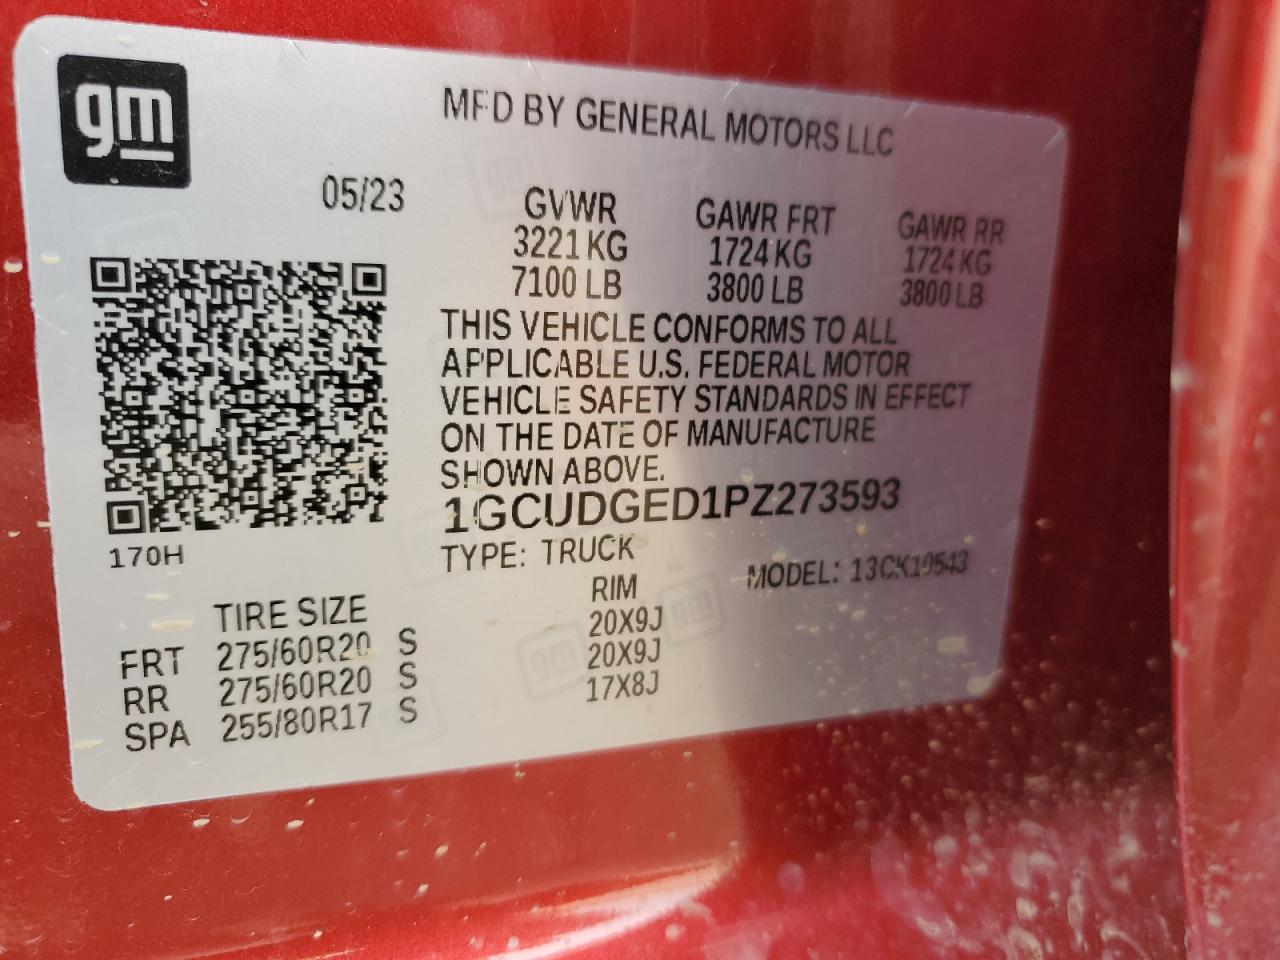 gm
MFD BY GENERAL MOTORS LLC
05/23
GVWR GAWR FRT GAWR RR
3221 KG 1724 KG 1724 KG
7100 LB 3800 LB 3800 LB
THIS VEHICLE CONFORMS TO ALL
APPLICABLE U.S. FEDERAL MOTOR
VEHICLE SAFETY STANDARDS IN EFFECT
ON THE DATE OF MANUFACTURE
SHOWN ABOVE.
1GCUDGED1PZ273593
170H
TYPE: TRUCK MODEL: 13CK10543
TIRE SIZE RIM
FRT 275/60R20 S 20X9J
RR 275/60R20 S 20X9J
SPA 255/80R17 S 17X8J